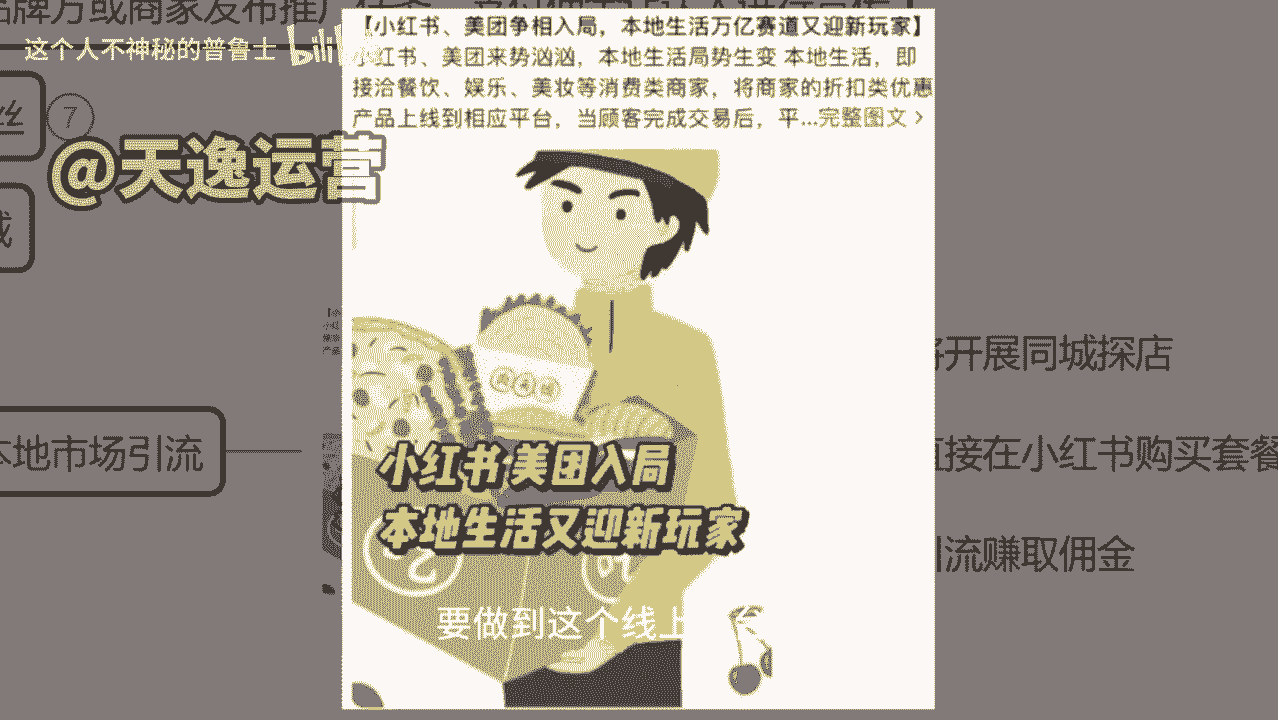 品牌方或商家发布推广任务
【小红书、美团争相入局，本地生活万亿赛道又迎新玩家】
小红书、美团来势汹汹，本地生活局势生变 本地生活，即
接洽餐饮、娱乐、美妆等消费类商家，将商家的折扣类优惠
产品上线到相应平台，当顾客完成交易后，平...完整图文 >
这个人不神秘的普鲁士 bilibili
丝
7
@天逸运营
将开展同城探店
本地市场引流
直接在小红书购买套餐
引流赚取佣金
小红书·美团入局
本地生活又迎新玩家
要做到这个线上